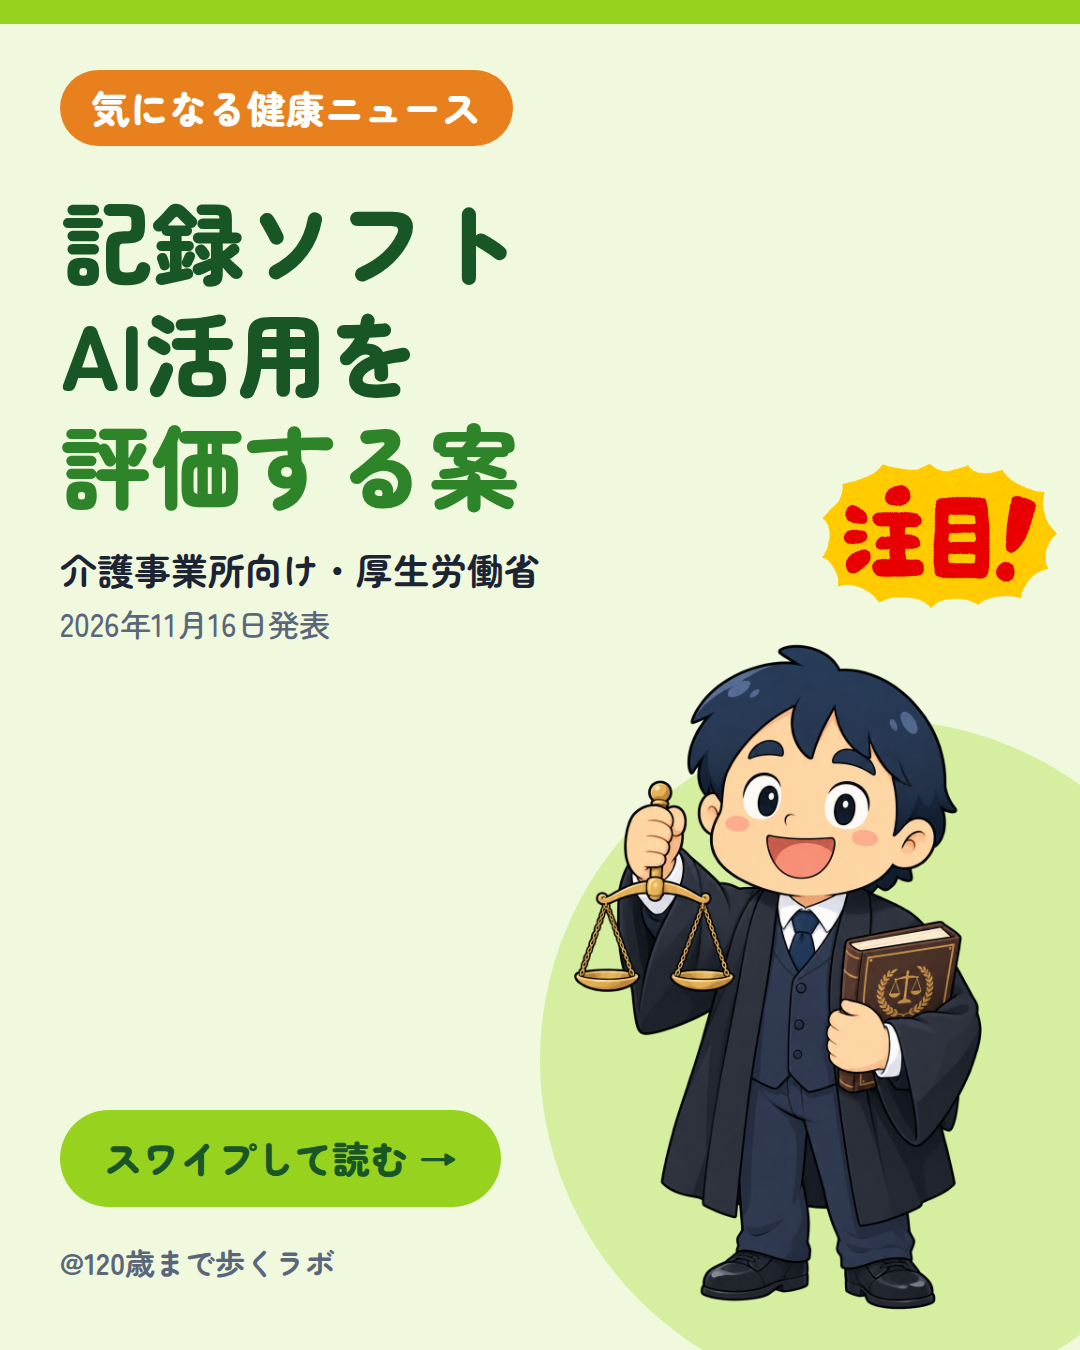 気になる健康ニュース
記録ソフト
AI活用を
評価する案
介護事業所向け・厚生労働省
2026年11月16日発表
注目!
スワイプして読む →
@120歳まで歩くラボ